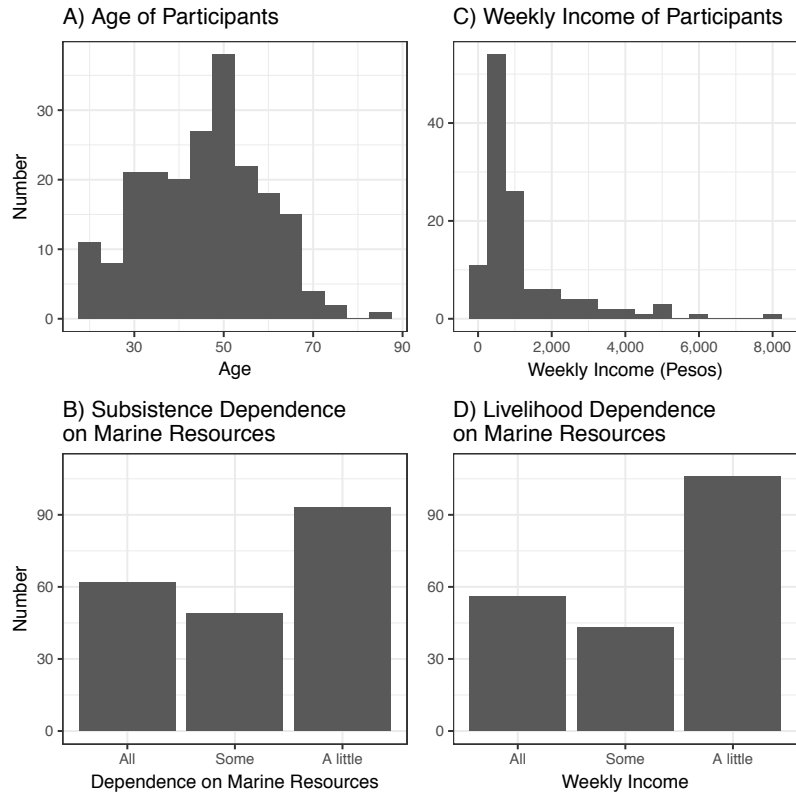 A) Age of Participants
Number
30
20
10
0
30
50
70
90
Age
C) Weekly Income of Participants
40
20
0
0
2,000
4,000
6,000
8,000
Weekly Income (Pesos)
B) Subsistence Dependence
on Marine Resources
Number
90
60
30
0
All
Some
A little
Dependence on Marine Resources
D) Livelihood Dependence
on Marine Resources
90
60
30
0
All
Some
A little
Weekly Income